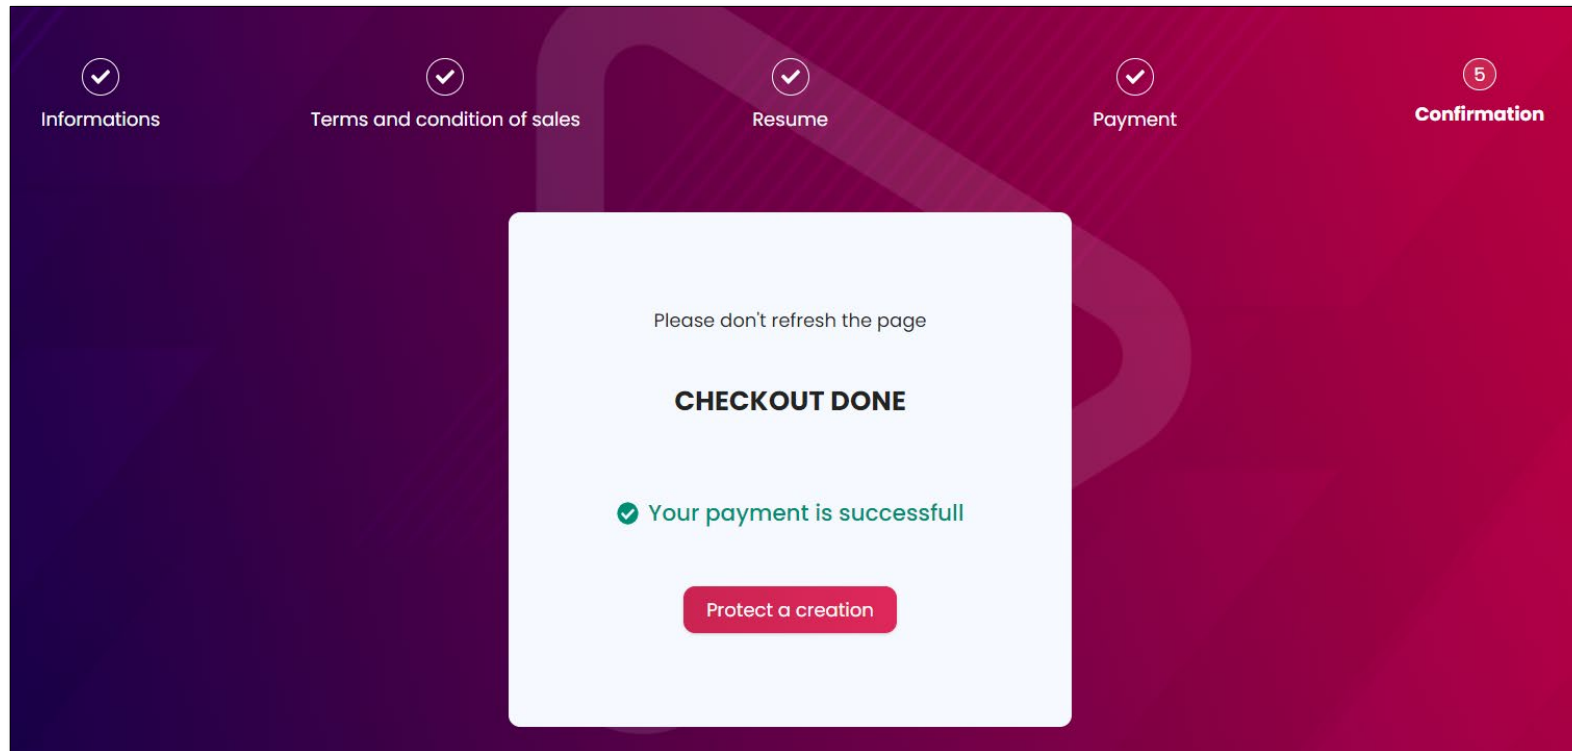 Informations
Terms and condition of sales
Resume
Payment
5
Confirmation
Please don't refresh the page
CHECKOUT DONE
Your payment is successfull
Protect a creation